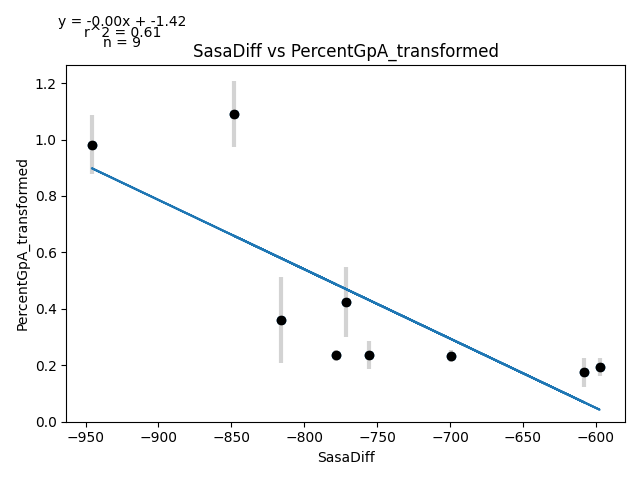 y = -0.00x + -1.42
r^2 = 0.61
n = 9
SasaDiff vs PercentGpA_transformed
PercentGpA_transformed
1.2
1.0
0.8
0.6
0.4
0.2
0.0
−950 −900 −850 −800 −750 −700 −650 −600
SasaDiff